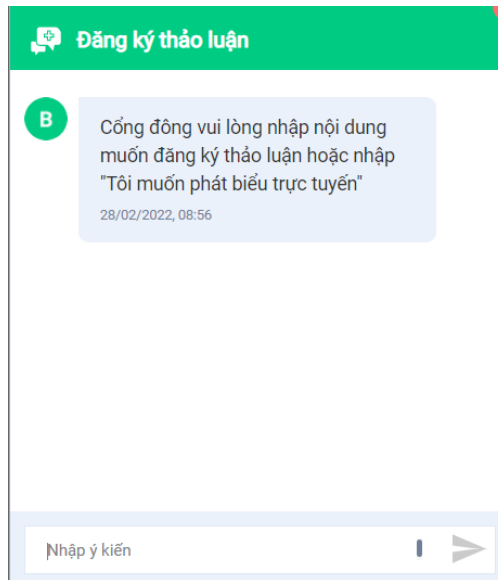 Đăng ký thảo luận
B
Cổng đông vui lòng nhập nội dung
muốn đăng ký thảo luận hoặc nhập
"Tôi muốn phát biểu trực tuyến"
28/02/2022, 08:56
Nhập ý kiến